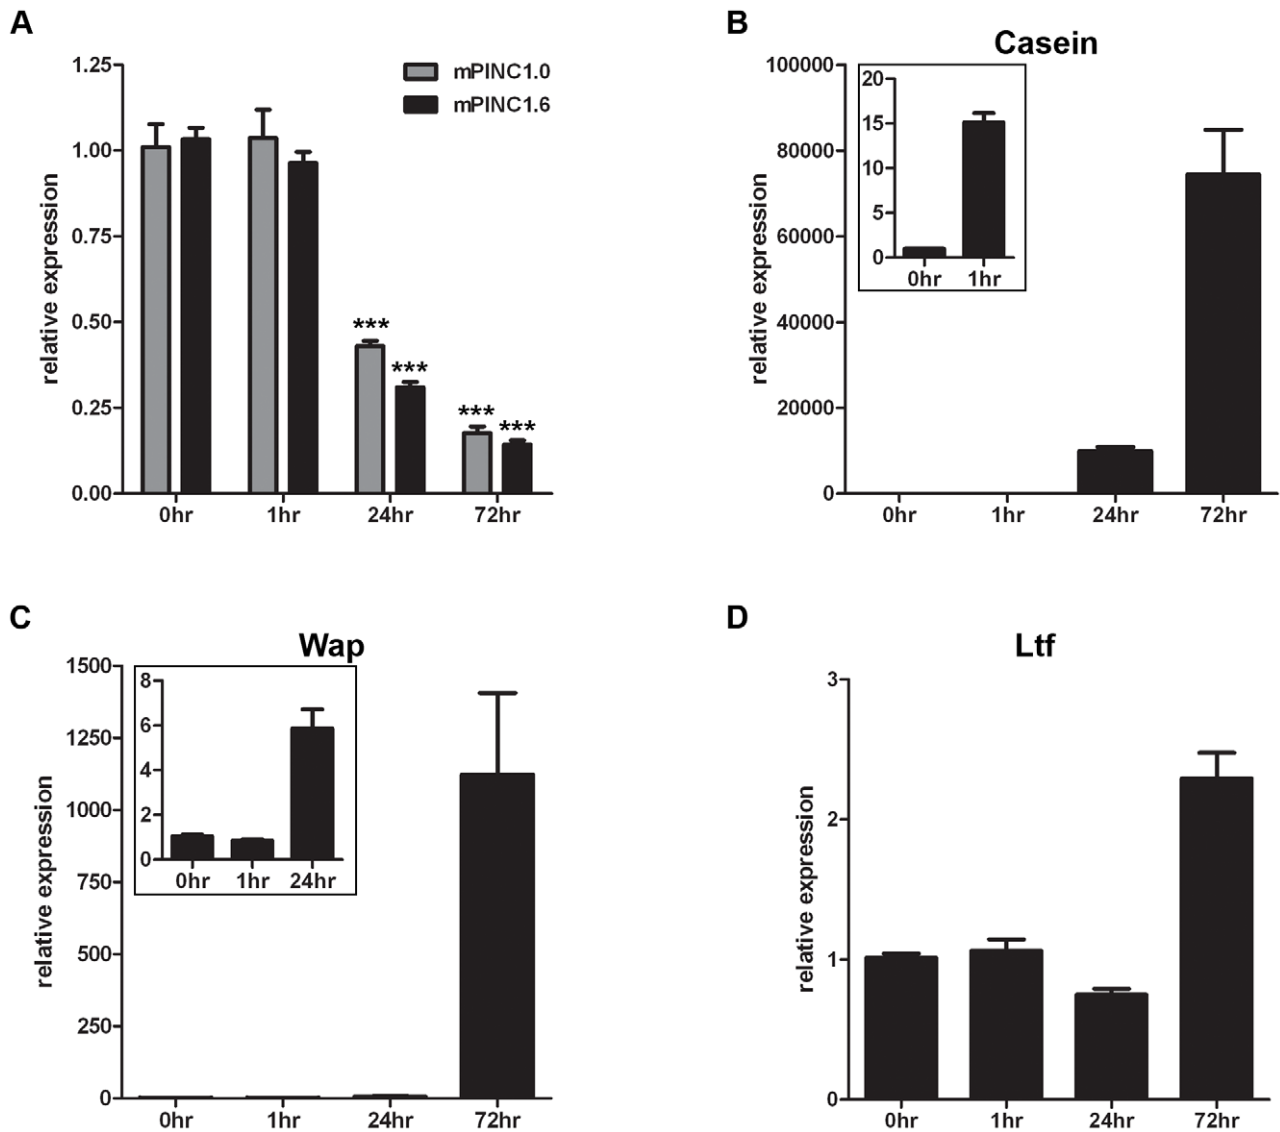 A
relative expression
1.25
1.00
0.75
0.50
0.25
0.00
mPINC1.0
mPINC1.6
***
***
***
***
0hr 1hr 24hr 72hr
B
Casein
relative expression
100000
80000
60000
40000
20000
0
20
15
10
5
0
0hr 1hr
0hr 1hr 24hr 72hr
C
Wap
relative expression
1500
1250
1000
750
500
250
0
8
6
4
2
0
0hr 1hr 24hr
0hr 1hr 24hr 72hr
D
Ltf
relative expression
3
2
1
0
0hr 1hr 24hr 72hr